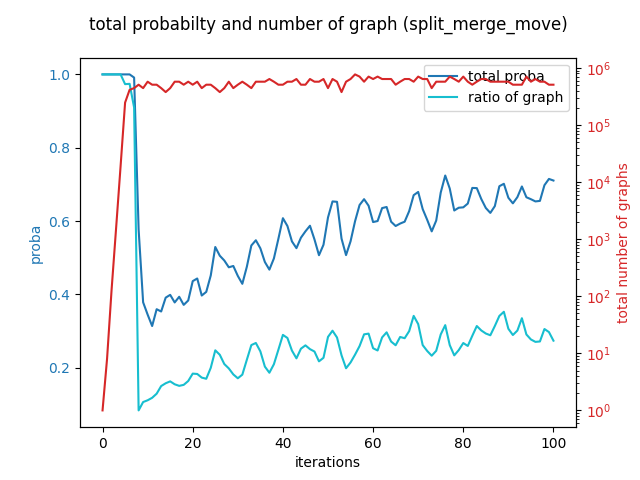 total probabilty and number of graph (split_merge_move)
total proba
ratio of graph
1.0
0.8
0.6
0.4
0.2
proba
10^6
10^5
10^4
10^3
10^2
10^1
10^0
total number of graphs
0 20 40 60 80 100
iterations